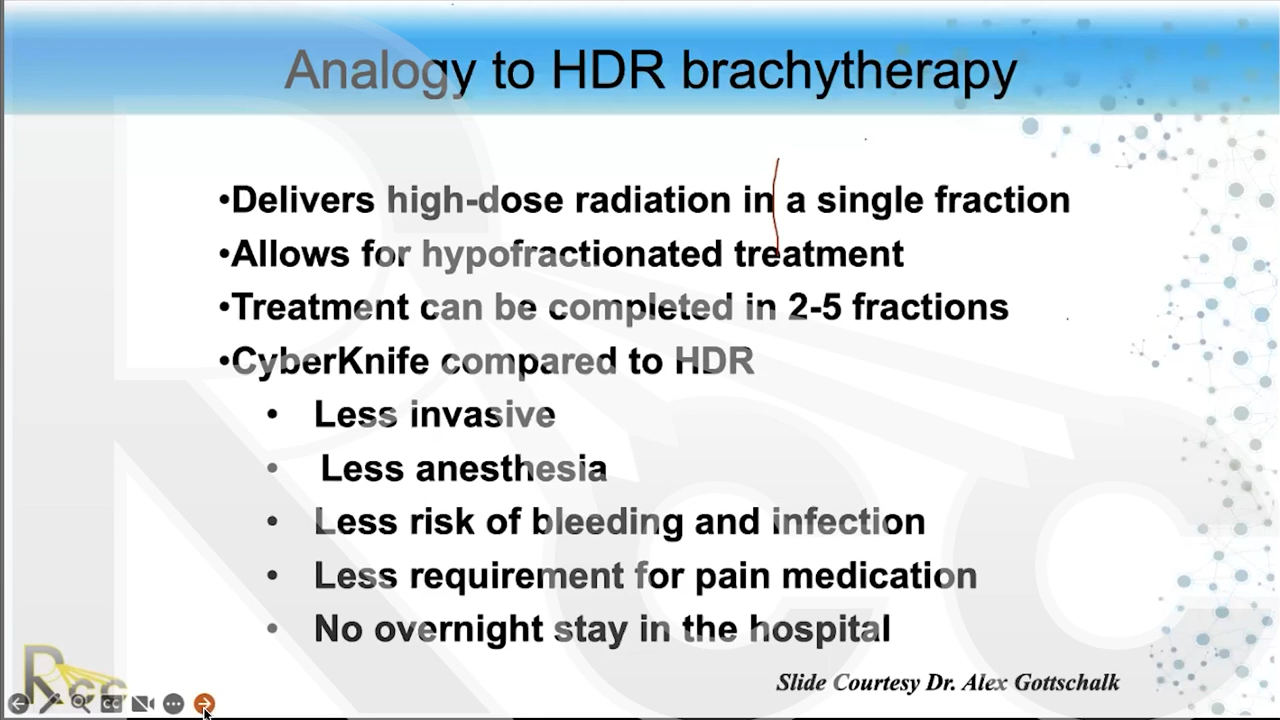 Analogy to HDR brachytherapy
•Delivers high-dose radiation in a single fraction
•Allows for hypofractionated treatment
•Treatment can be completed in 2-5 fractions
•CyberKnife compared to HDR
• Less invasive
• Less anesthesia
• Less risk of bleeding and infection
• Less requirement for pain medication
• No overnight stay in the hospital
Slide Courtesy Dr. Alex Gottschalk
RCC
CC